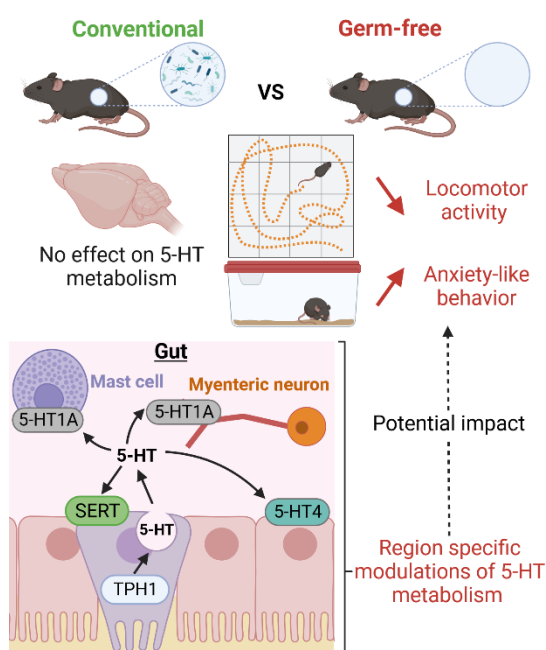 Conventional
Germ-free
VS
No effect on 5-HT
metabolism
Locomotor
activity
Anxiety-like
behavior
Gut
Mast cell
Myenteric neuron
5-HT1A
5-HT1A
5-HT
SERT
5-HT
5-HT4
TPH1
Potential impact
Region specific
modulations of 5-HT
metabolism